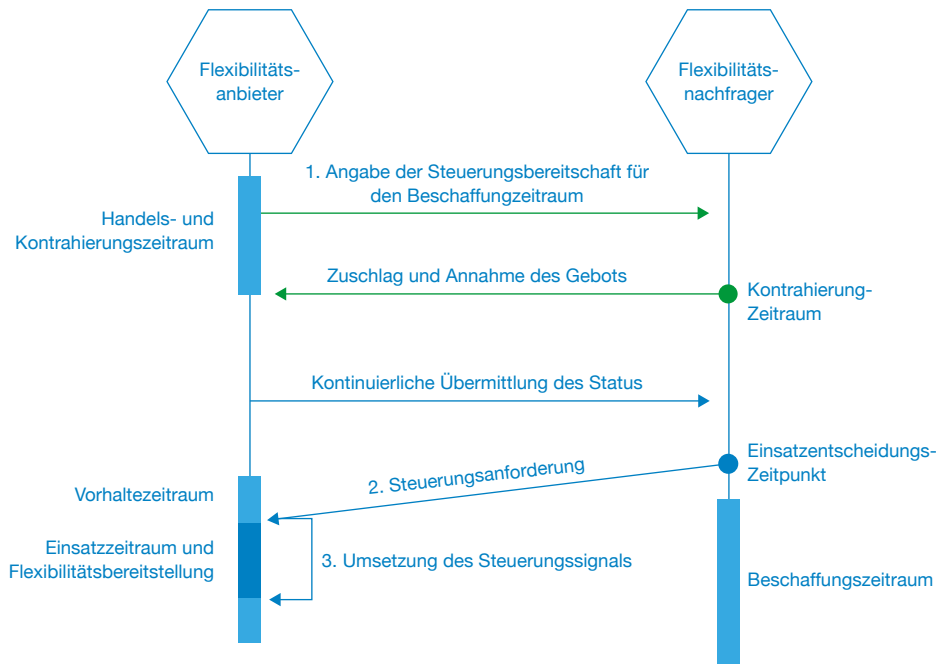 Flexibilitäts-
anbieter
Flexibilitäts-
nachfrager
1. Angabe der Steuerungsbereitschaft für
den Beschaffungzeitraum
Handels- und
Kontrahierungszeitraum
Zuschlag und Annahme des Gebots
Kontrahierung-
Zeitraum
Kontinuierliche Übermittlung des Status
Einsatzentscheidungs-
Zeitpunkt
2. Steuerungsanforderung
Vorhaltezeitraum
Einsatzzeitraum und
Flexibilitätsbereitstellung
3. Umsetzung des Steuerungssignals
Beschaffungszeitraum